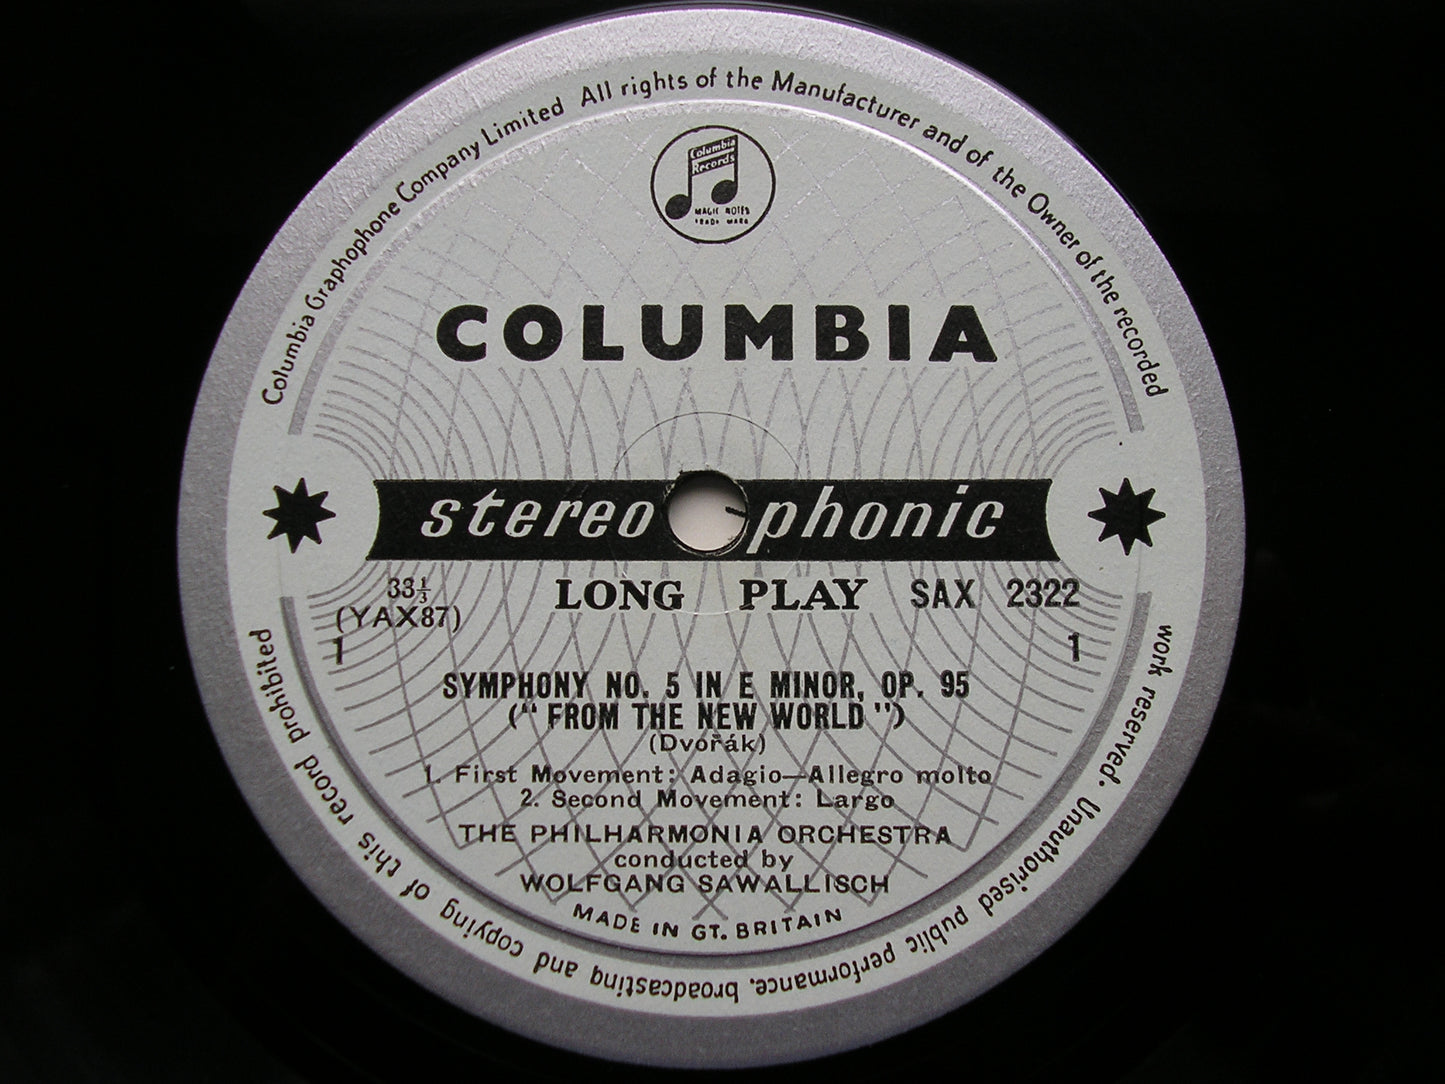 Columbia Graphophone Company Limited All rights of the Manufacturer and of the Owner of the recorded
work reserved. Unauthorised public performance, broadcasting and copying of this record prohibited
Columbia
Records
MAGIC NOTES
TRADE MARK
COLUMBIA
stereophonic
33⅓ LONG PLAY SAX 2322
(YAX87)
1 1
SYMPHONY NO. 5 IN E MINOR, OP. 95
("FROM THE NEW WORLD")
(Dvořák)
1. First Movement: Adagio—Allegro molto
2. Second Movement: Largo
THE PHILHARMONIA ORCHESTRA
conducted by
WOLFGANG SAWALLISCH
MADE IN GT. BRITAIN